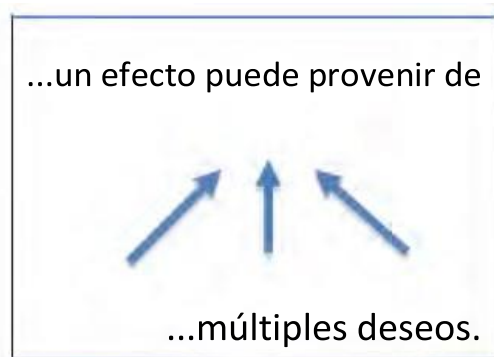 ...un efecto puede provenir de
...múltiples deseos.